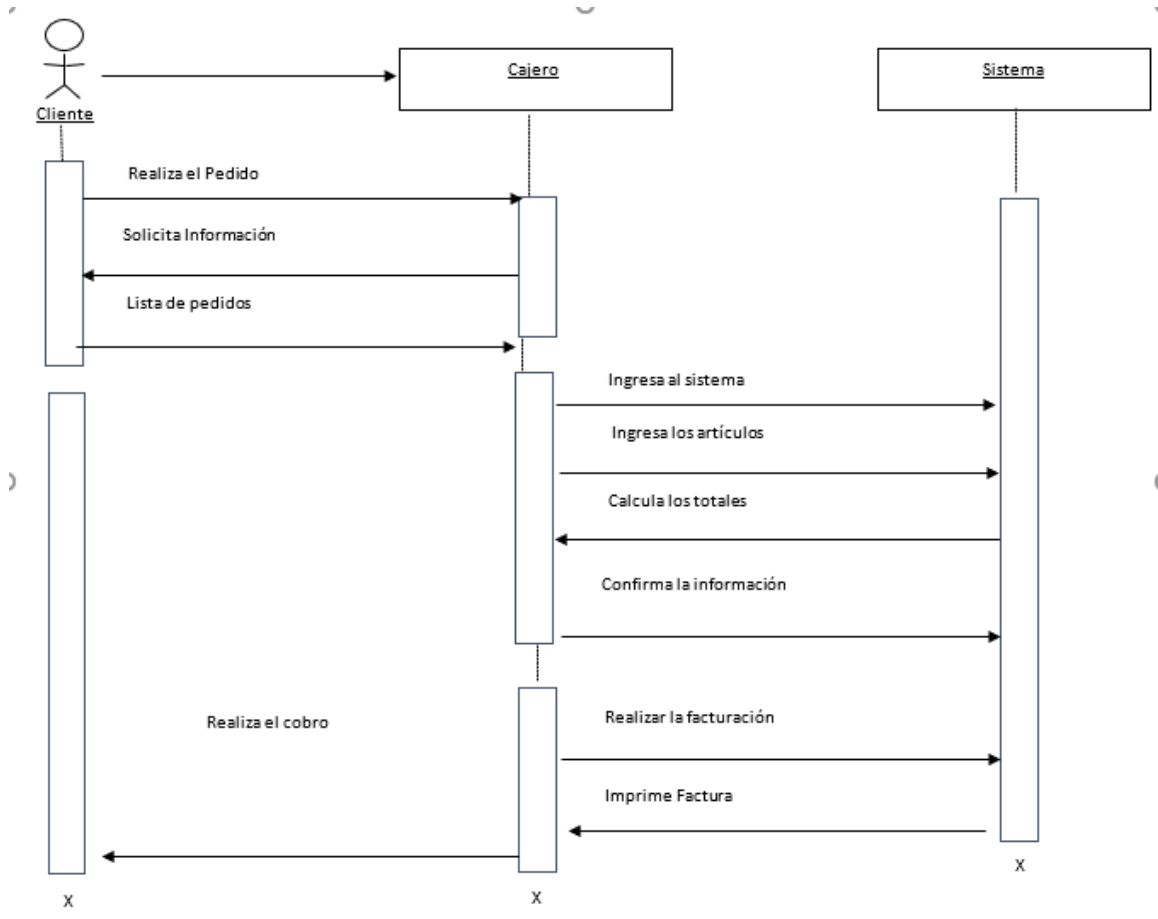 Cajero
Sistema
Cliente
Realiza el Pedido
Solicita Información
Lista de pedidos
Ingresa al sistema
Ingresa los artículos
Calcula los totales
Confirma la información
Realizar la facturación
Realiza el cobro
Imprime Factura
X
X
X